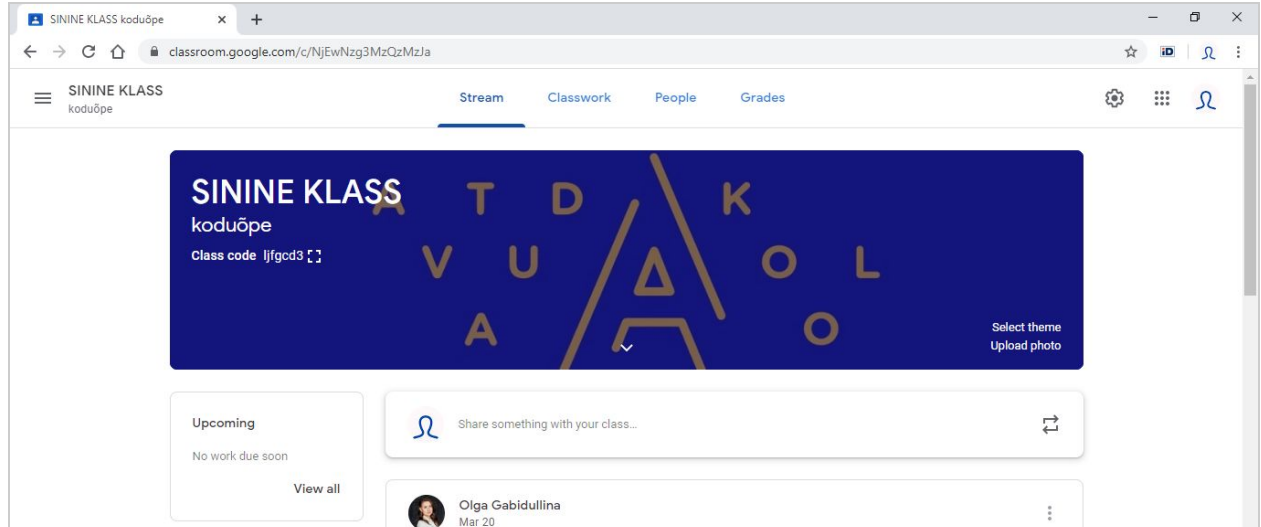 SININE KLASS koduõpe
classroom.google.com/c/NjEwNzg3MzQzMzJa
iD
SININE KLASS
koduõpe
Stream Classwork People Grades
SININE KLASS
koduõpe
Class code ljfgcd3
A T D K
V U A O L
A A O
Select theme
Upload photo
Upcoming
No work due soon
View all
Share something with your class...
Olga Gabidullina
Mar 20